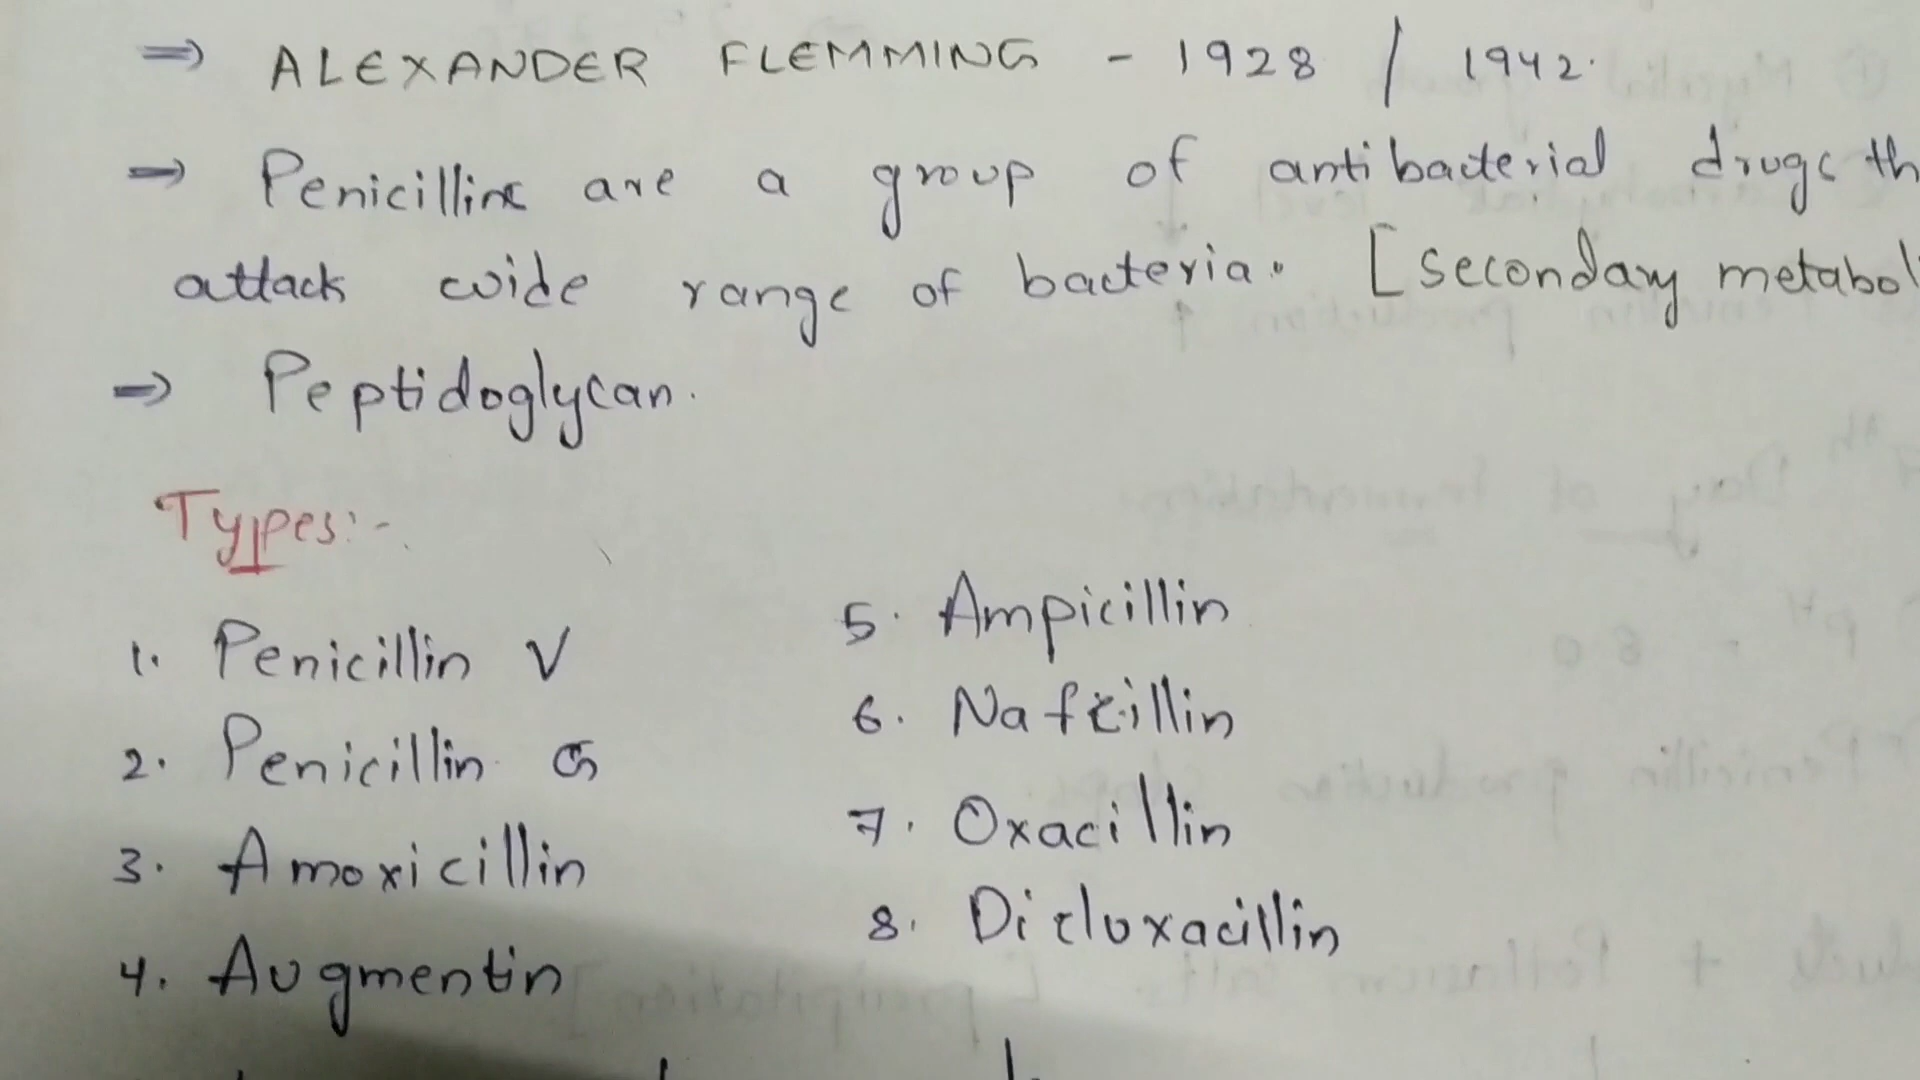 ⇒ ALEXANDER FLEMMING - 1928 / 1942.
⇒ Penicillins are a group of antibacterial drugs th
attack wide range of bacteria. [secondary metabol
⇒ Peptidoglycan.
Types:-
1. Penicillin V
2. Penicillin G
3. Amoxicillin
4. Augmentin
5. Ampicillin
6. Nafcillin
7. Oxacillin
8. Dicloxacillin